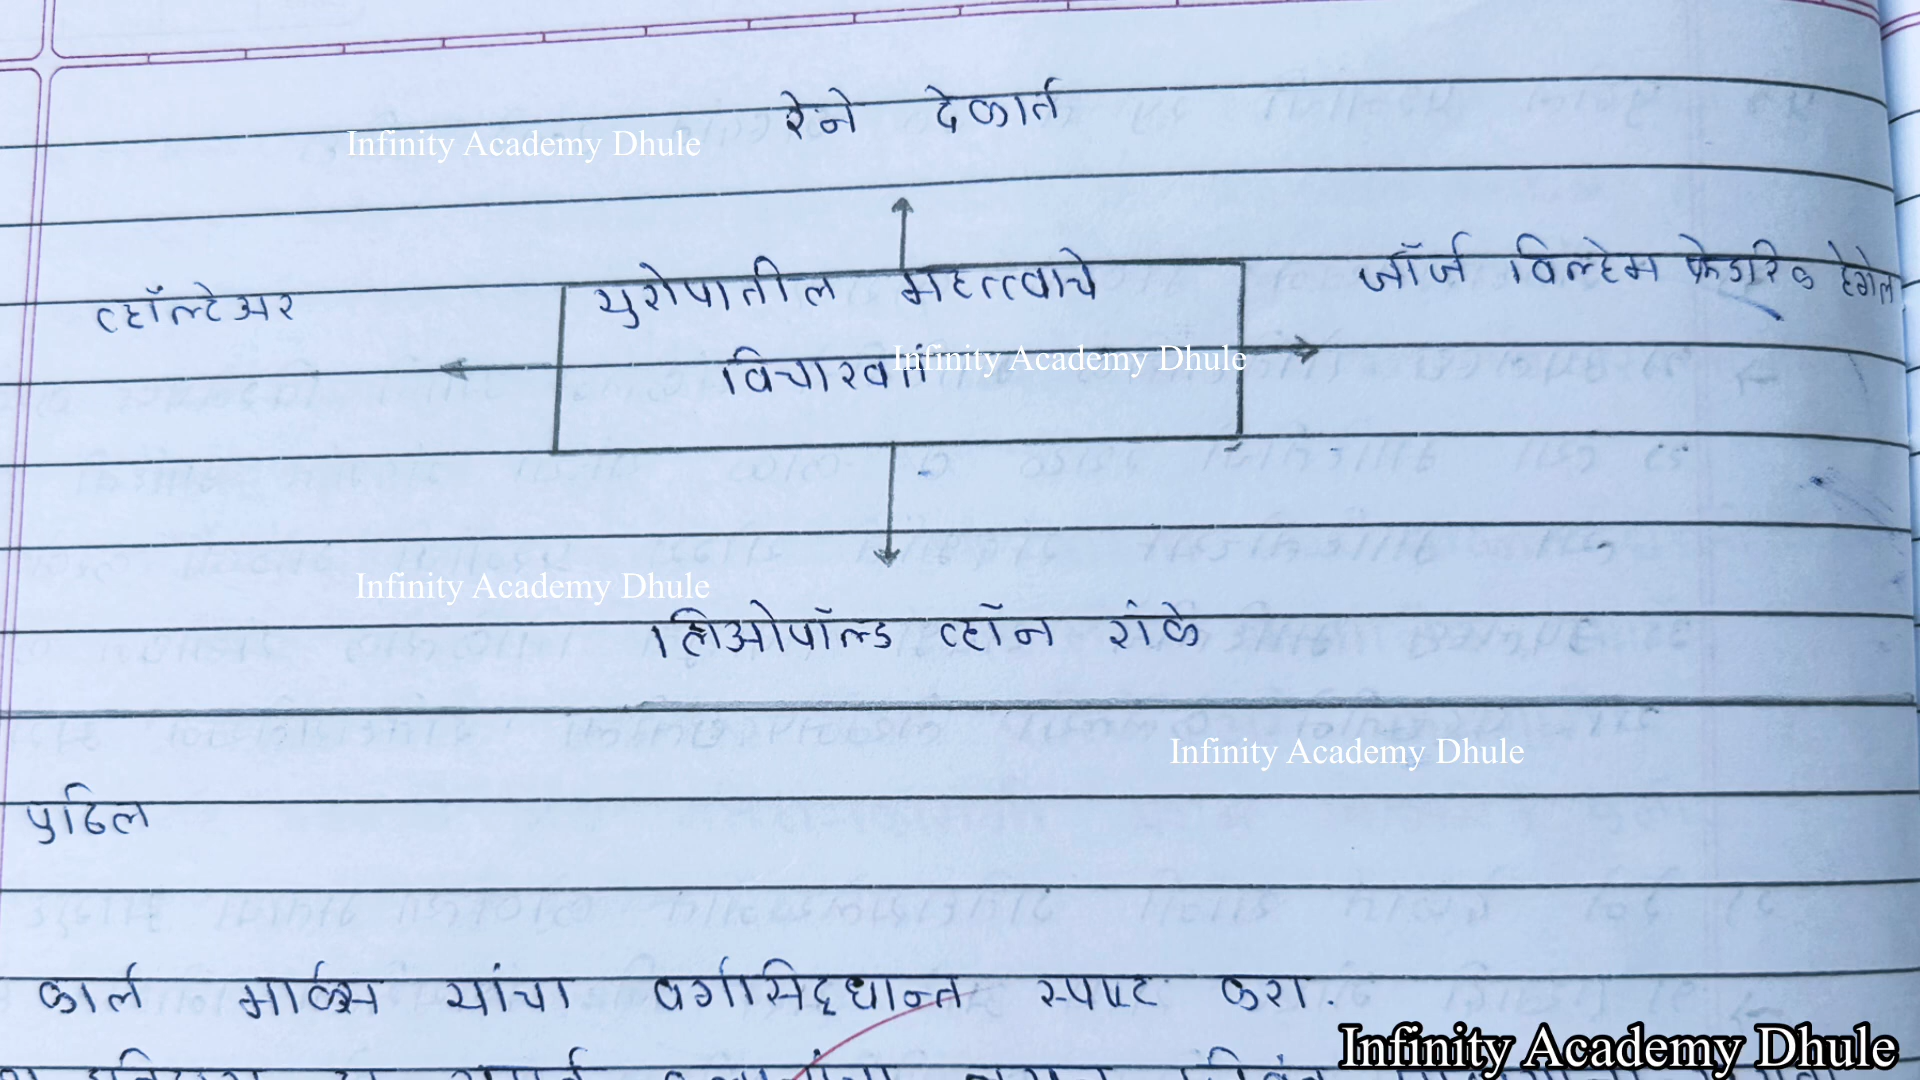 रेने देकार्त
Infinity Academy Dhule
व्हॉल्टेअर
युरोपातील महत्त्वाचे
विचारवंत
जॉर्ज विल्हेम फ्रेडरिक हेगेल
Infinity Academy Dhule
Infinity Academy Dhule
लिओपॉल्ड व्हॉन रांके
Infinity Academy Dhule
पुढिल
कार्ल मार्क्स यांचा वर्गसिद्धान्त स्पष्ट करा.
Infinity Academy Dhule